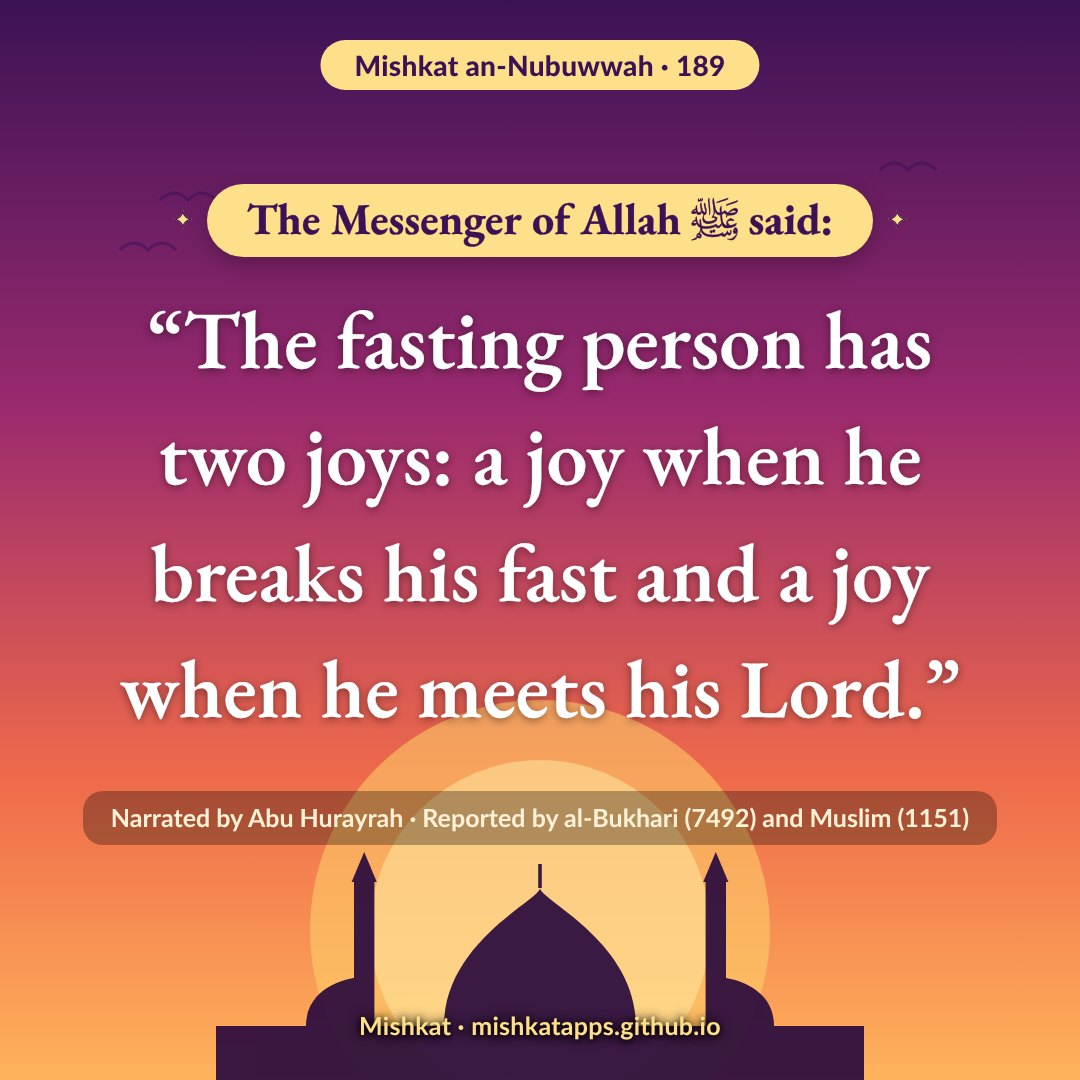 Mishkat an-Nubuwwah · 189
The Messenger of Allah ﷺ said:
“The fasting person has
two joys: a joy when he
breaks his fast and a joy
when he meets his Lord.”
Narrated by Abu Hurayrah · Reported by al-Bukhari (7492) and Muslim (1151)
Mishkat · mishkatapps.github.io